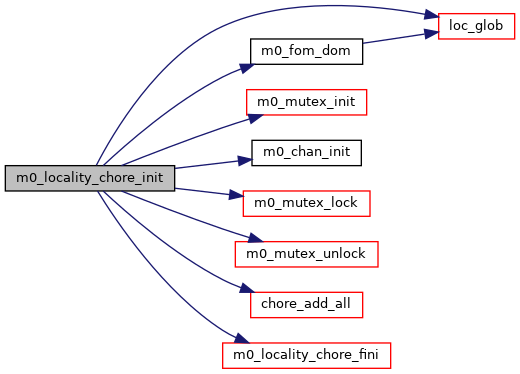 loc_glob
m0_fom_dom
m0_mutex_init
m0_chan_init
m0_locality_chore_init
m0_mutex_lock
m0_mutex_unlock
chore_add_all
m0_locality_chore_fini